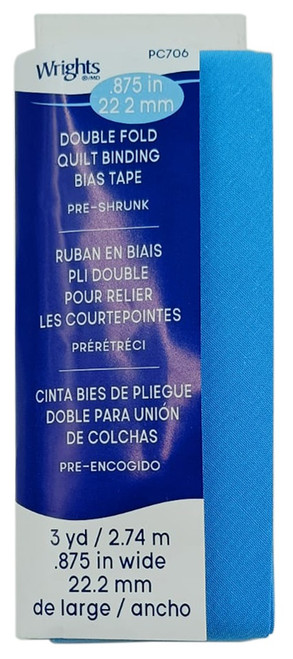 PC706
Wrights
®/MD
.875 in
22.2 mm
DOUBLE FOLD
QUILT BINDING
BIAS TAPE
PRE-SHRUNK
RUBAN EN BIAIS
PLI DOUBLE
POUR RELIER
LES COURTEPOINTES
PRÉRÉTRÉCI
CINTA BIES DE PLIEGUE
DOBLE PARA UNIÓN
DE COLCHAS
PRE-ENCOGIDO
3 yd / 2.74 m
.875 in wide
22.2 mm
de large / ancho